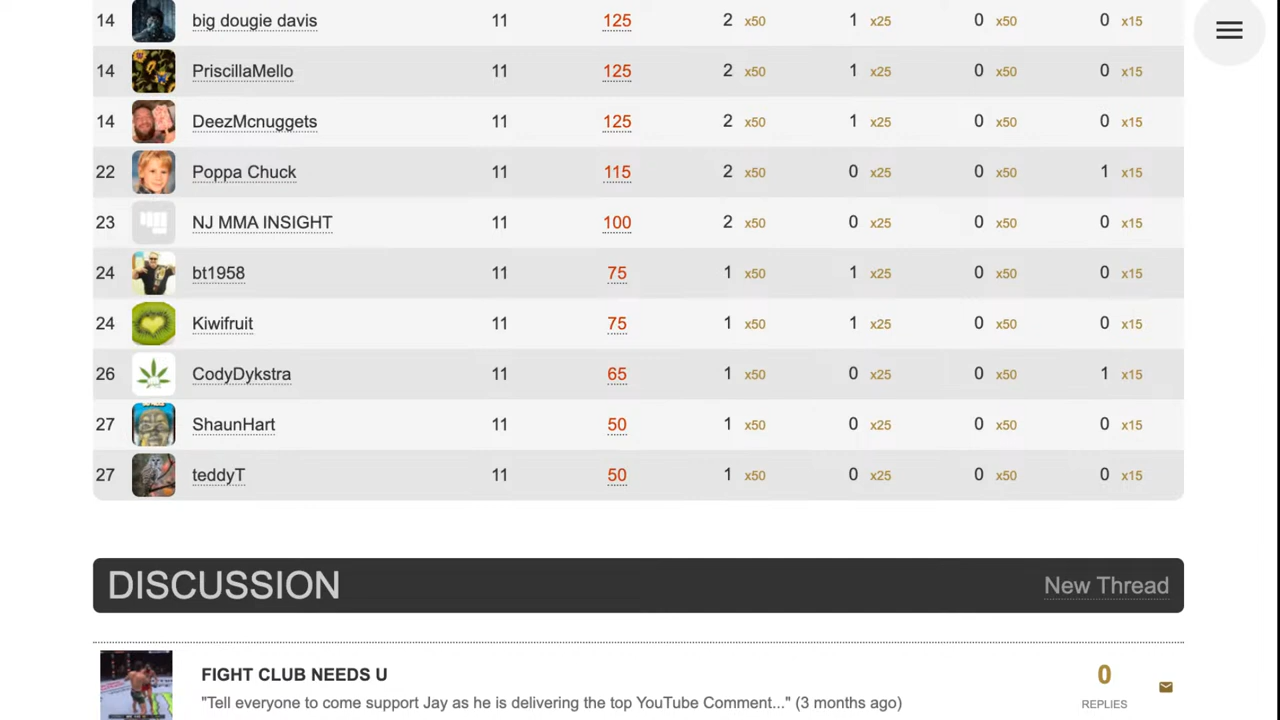 14 big dougie davis 11 125 2 x50 1 x25 0 x50 0 x15
14 PriscillaMello 11 125 2 x50 1 x25 0 x50 0 x15
14 DeezMcnuggets 11 125 2 x50 1 x25 0 x50 0 x15
22 Poppa Chuck 11 115 2 x50 0 x25 0 x50 1 x15
23 NJ MMA INSIGHT 11 100 2 x50 0 x25 0 x50 0 x15
24 bt1958 11 75 1 x50 1 x25 0 x50 0 x15
24 Kiwifruit 11 75 1 x50 1 x25 0 x50 0 x15
26 CodyDykstra 11 65 1 x50 0 x25 0 x50 1 x15
27 ShaunHart 11 50 1 x50 0 x25 0 x50 0 x15
27 teddyT 11 50 1 x50 0 x25 0 x50 0 x15
DISCUSSION New Thread
FIGHT CLUB NEEDS U 0
"Tell everyone to come support Jay as he is delivering the top YouTube Comment..." (3 months ago) REPLIES